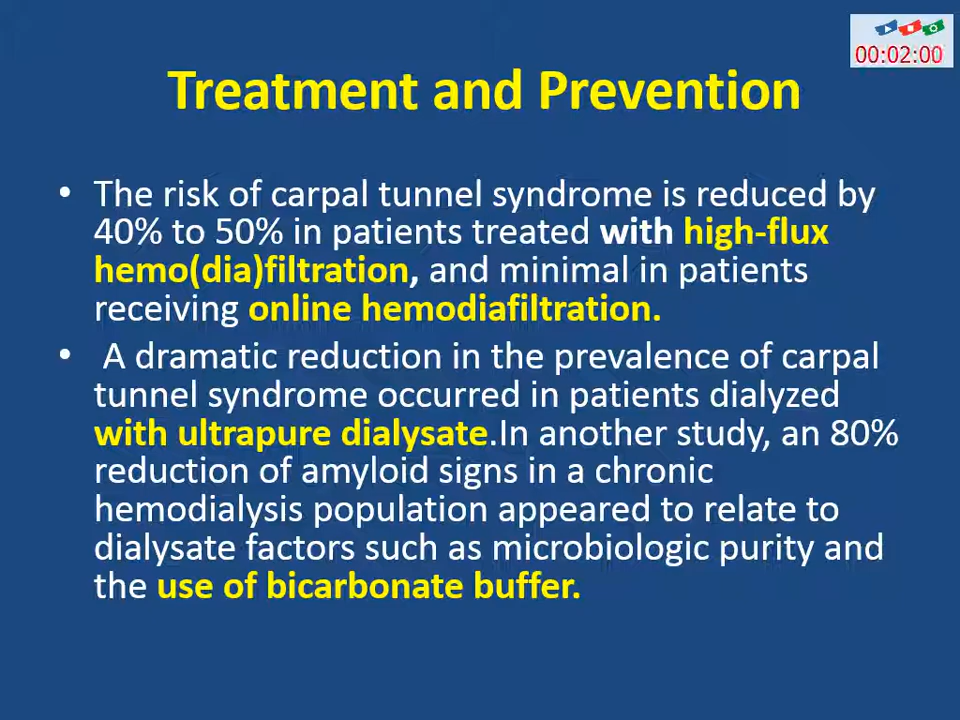 00:02:00
Treatment and Prevention
• The risk of carpal tunnel syndrome is reduced by
40% to 50% in patients treated with high-flux
hemo(dia)filtration, and minimal in patients
receiving online hemodiafiltration.
• A dramatic reduction in the prevalence of carpal
tunnel syndrome occurred in patients dialyzed
with ultrapure dialysate.In another study, an 80%
reduction of amyloid signs in a chronic
hemodialysis population appeared to relate to
dialysate factors such as microbiologic purity and
the use of bicarbonate buffer.